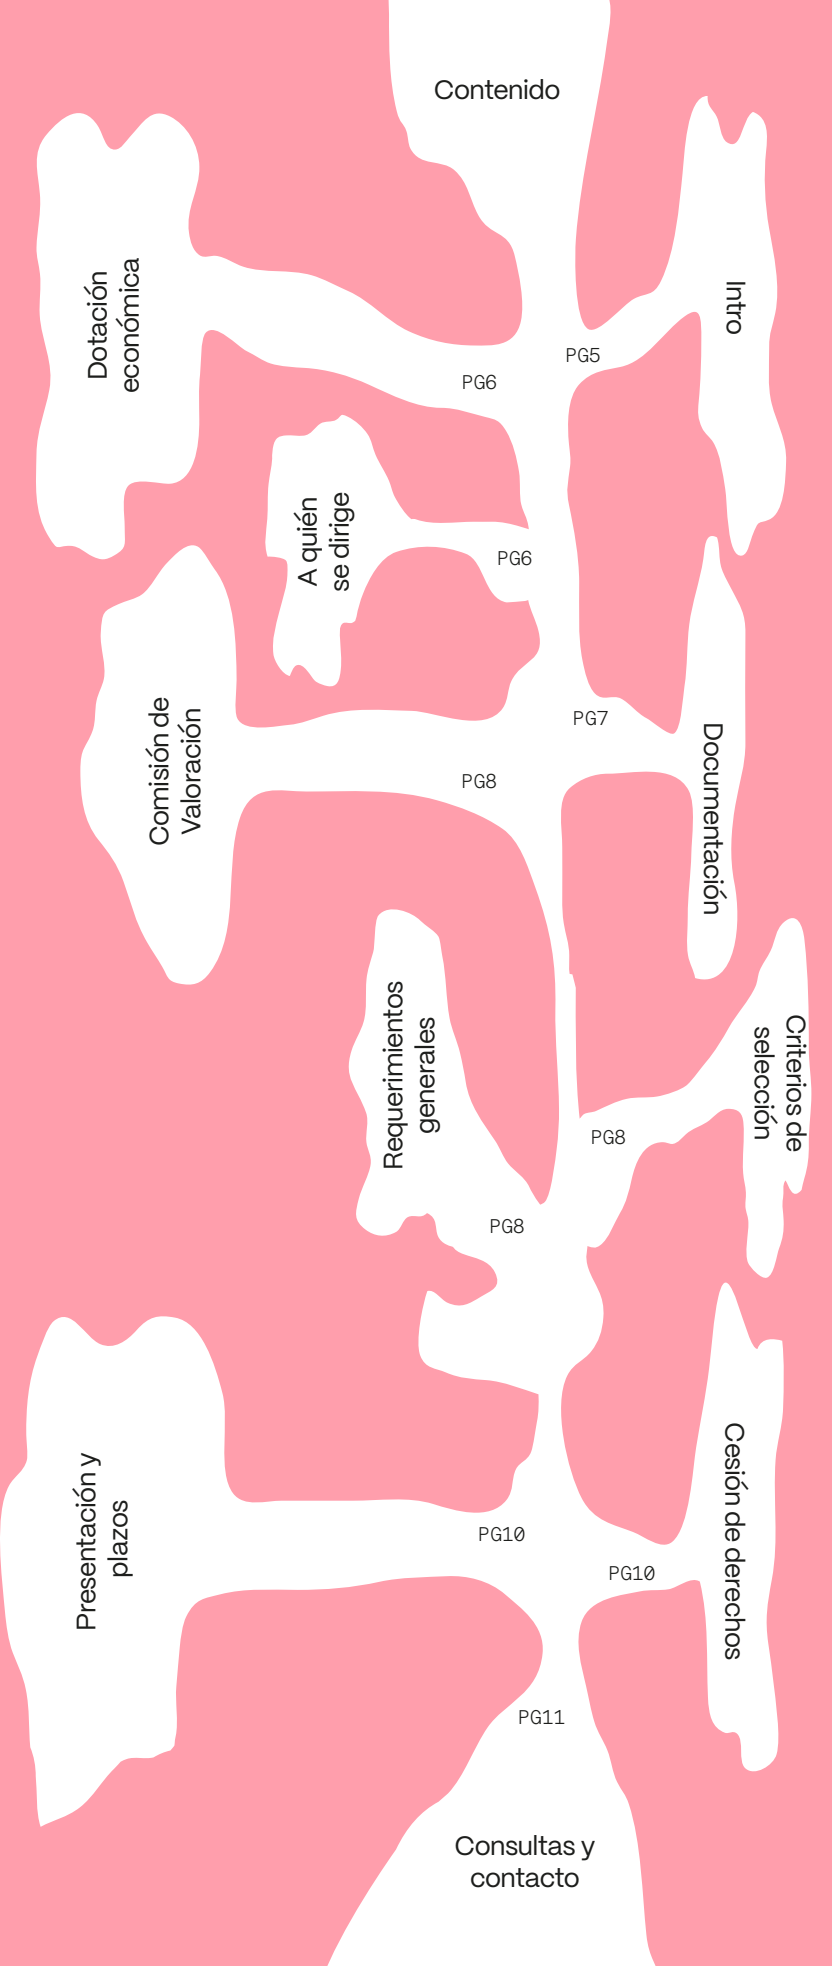 Contenido
Intro
PG5
Dotación
económica
PG6
A quién
se dirige
PG6
Documentación
PG7
Comisión de
Valoración
PG8
Criterios de
selección
PG8
Requerimientos
generales
PG8
Presentación y
plazos
PG10
Cesión de derechos
PG10
PG11
Consultas y
contacto